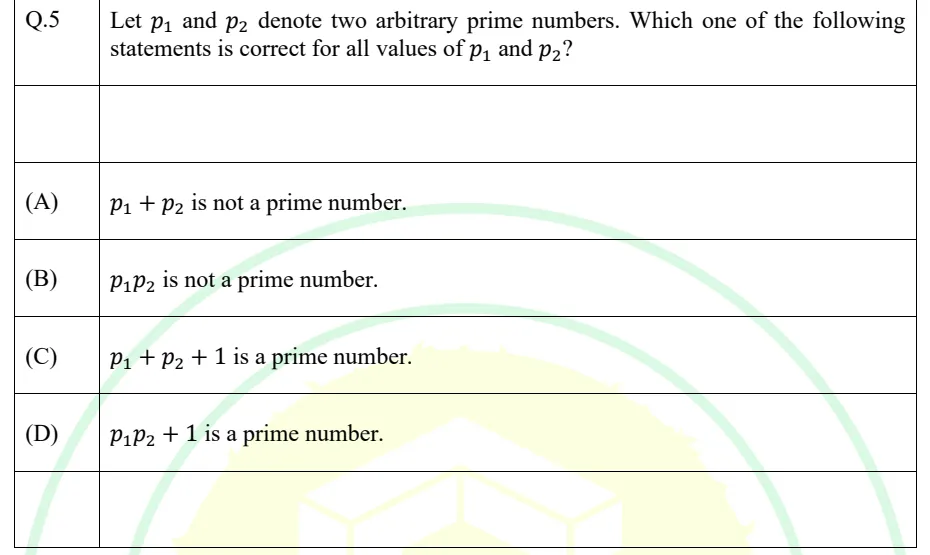 Q.5 Let p₁ and p₂ denote two arbitrary prime numbers. Which one of the following
statements is correct for all values of p₁ and p₂?
(A) p₁ + p₂ is not a prime number.
(B) p₁p₂ is not a prime number.
(C) p₁ + p₂ + 1 is a prime number.
(D) p₁p₂ + 1 is a prime number.